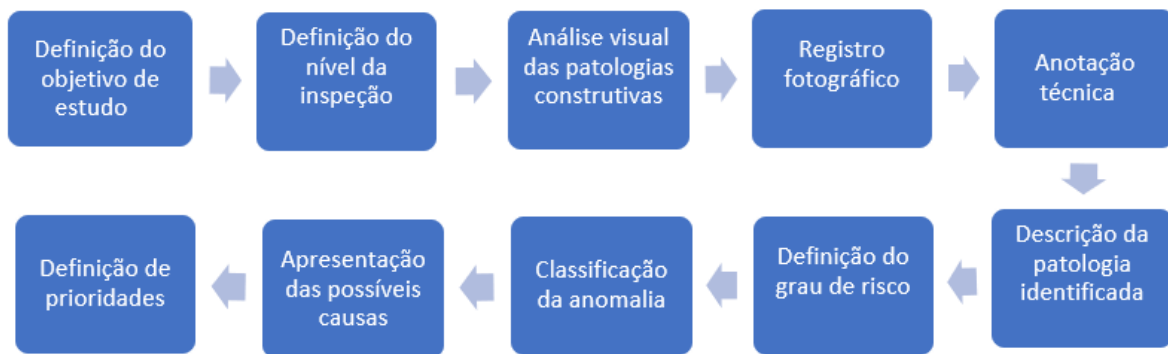 Definição do
objetivo de
estudo
Definição do
nível da
inspeção
Análise visual
das patologias
construtivas
Registro
fotográfico
Anotação
técnica
Descrição da
patologia
identificada
Definição do
grau de risco
Classificação
da anomalia
Apresentação
das possíveis
causas
Definição de
prioridades